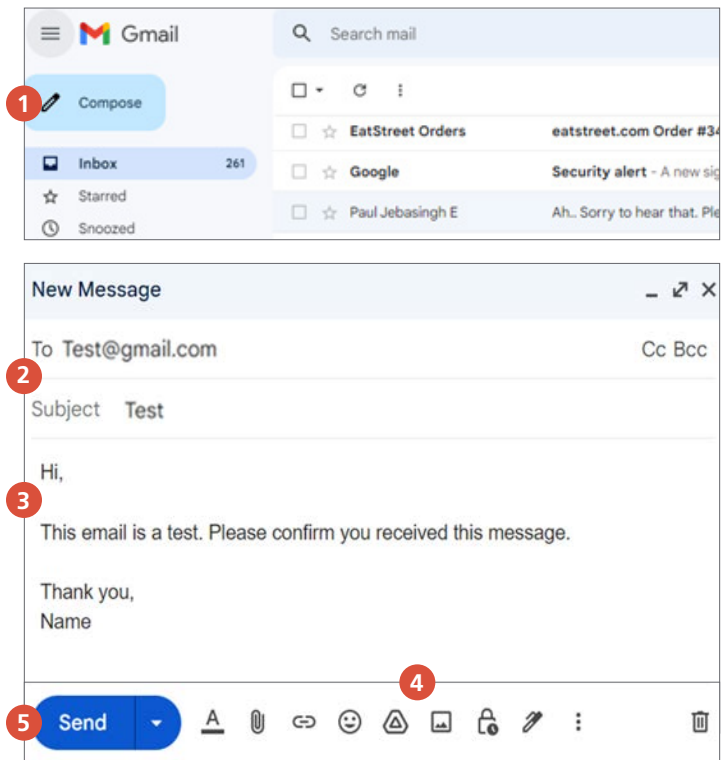 Gmail
Search mail
1
Compose
EatStreet Orders eatstreet.com Order #34
Inbox 261
Google Security alert - A new sig
Starred
Paul Jebasingh E Ah.. Sorry to hear that. Ple
Snoozed
New Message
To Test@gmail.com Cc Bcc
2
Subject Test
Hi,
3
This email is a test. Please confirm you received this message.
Thank you,
Name
4
5 Send A